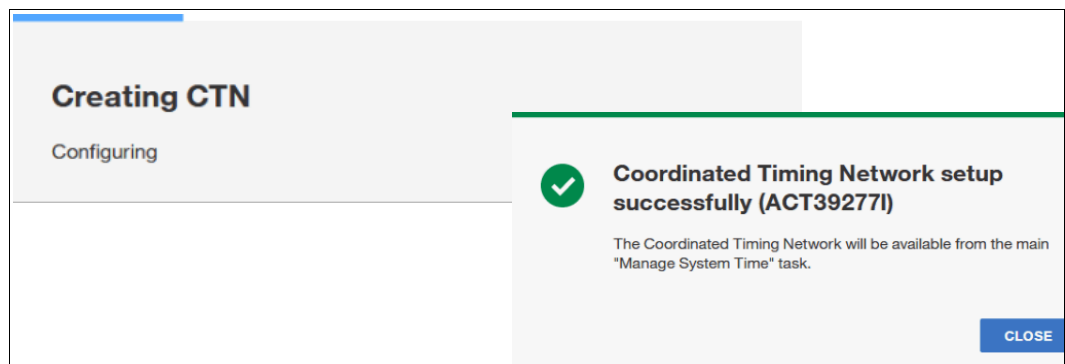 Creating CTN
Configuring
Coordinated Timing Network setup
successfully (ACT39277I)
The Coordinated Timing Network will be available from the main
"Manage System Time" task.
CLOSE